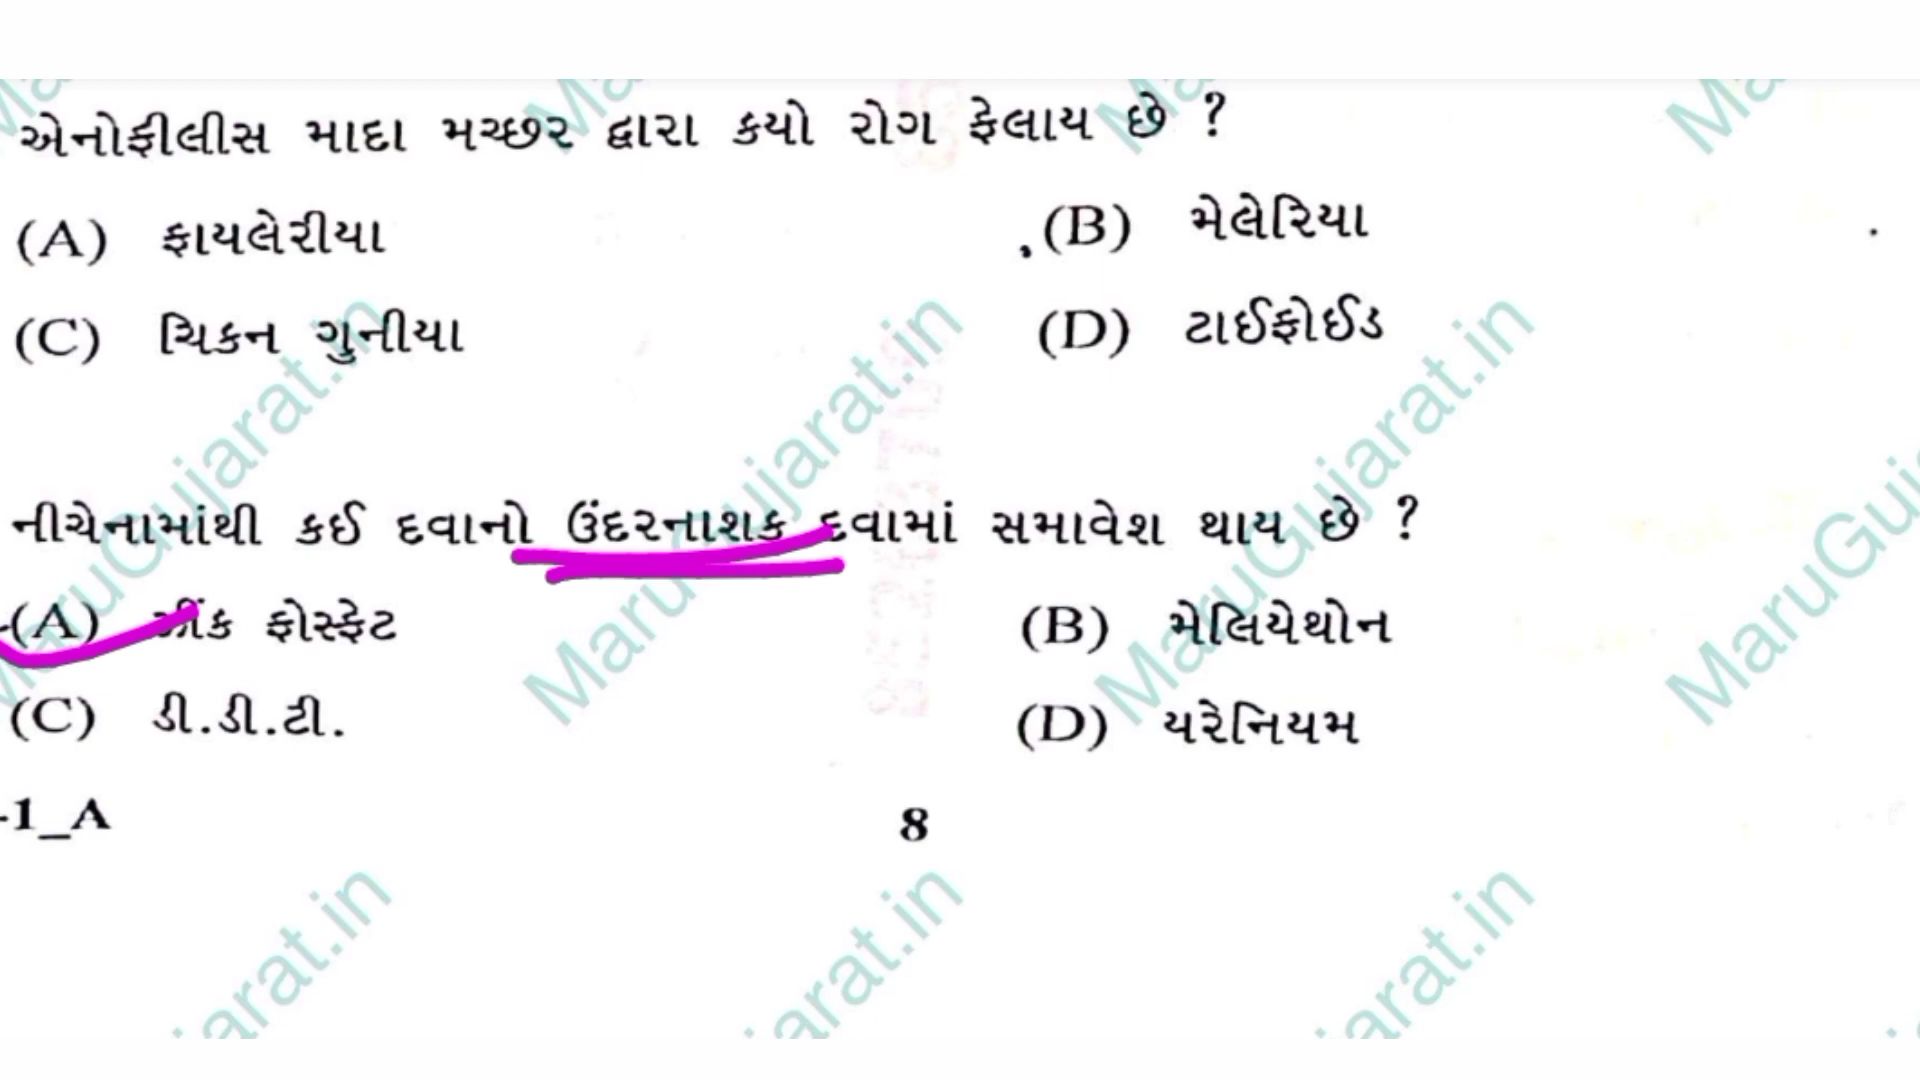 એનોફીલીસ માદા મચ્છર દ્વારા કયો રોગ ફેલાય છે ?
(A) ફાયલેરીયા (B) મેલેરિયા
(C) ચિકન ગુનીયા (D) ટાઈફોઈડ
નીચેનામાંથી કઈ દવાનો ઉંદરનાશક દવામાં સમાવેશ થાય છે ?
(A) ઝીંક ફોસ્ફેટ (B) મેલિયેથોન
(C) ડી.ડી.ટી. (D) યરેનિયમ
-1_A 8
MaruGujarat.in